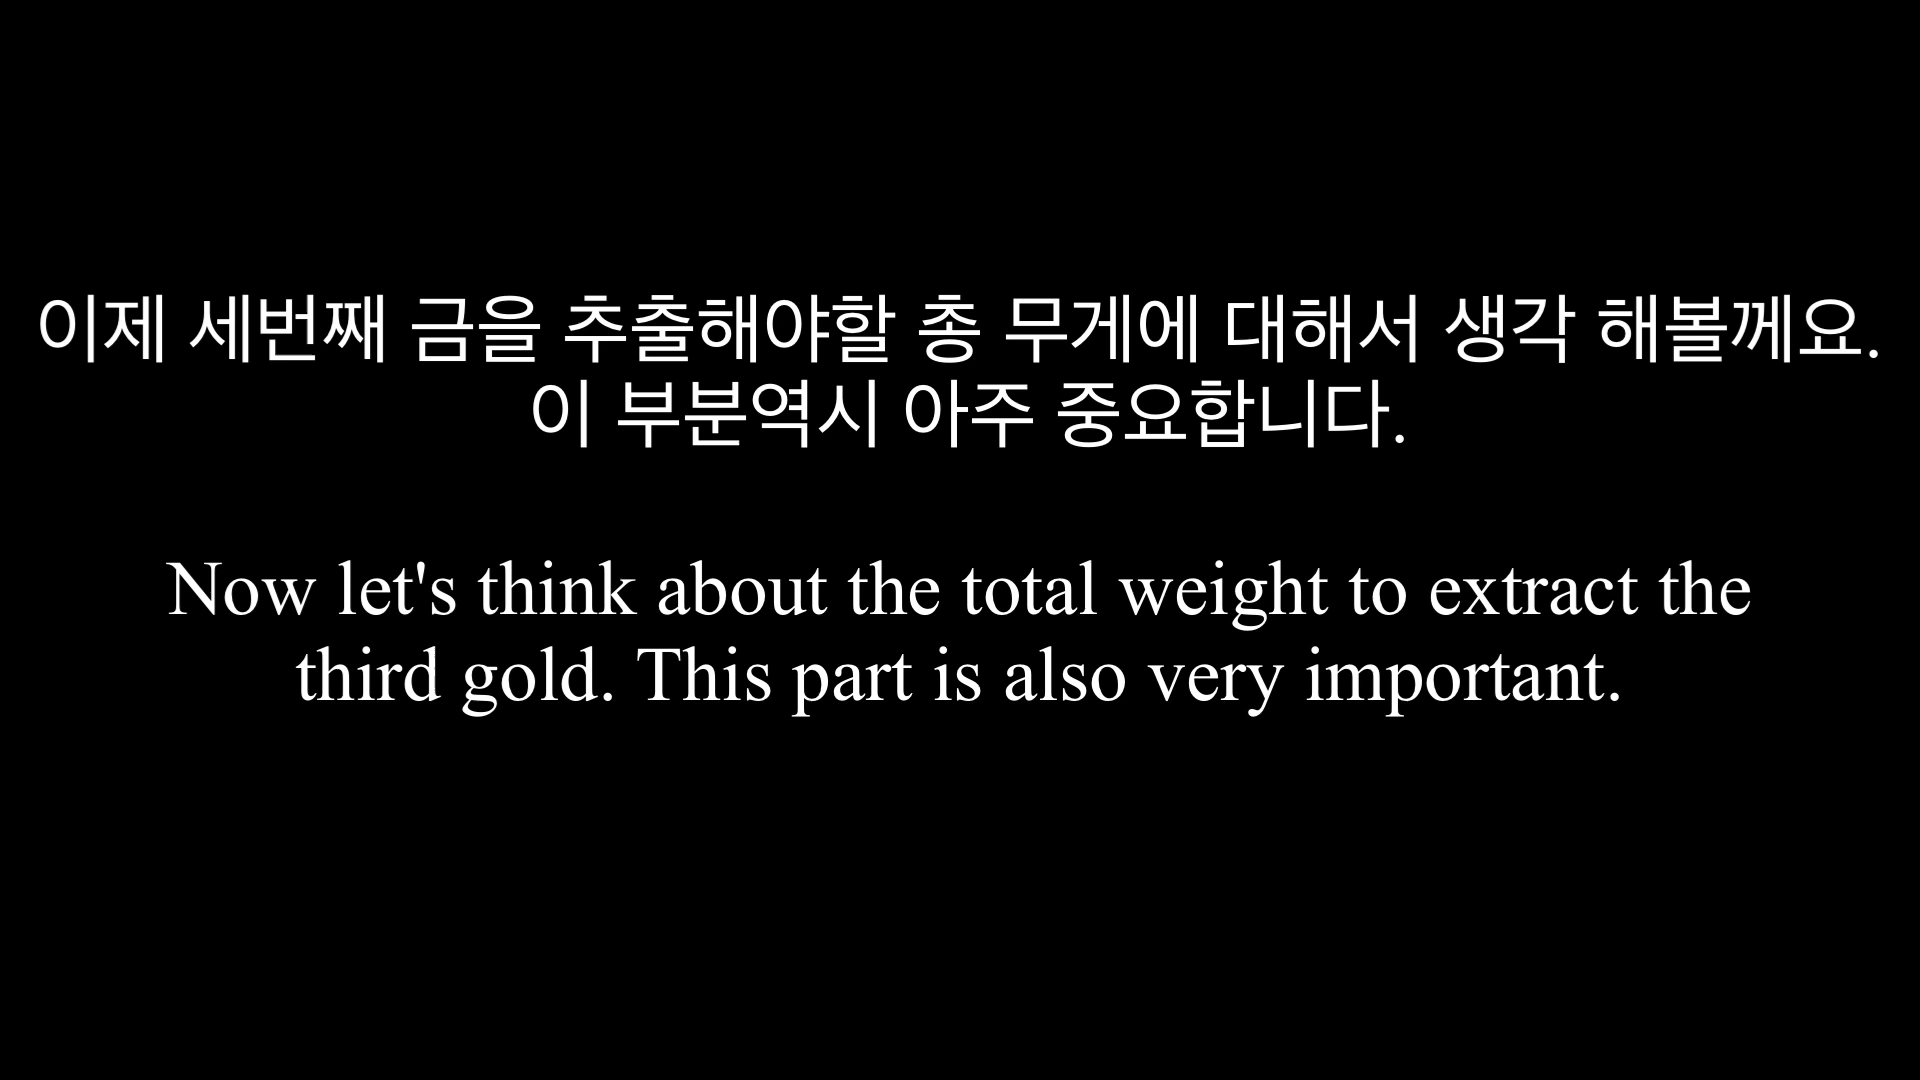 이제 세번째 금을 추출해야할 총 무게에 대해서 생각 해볼께요.
이 부분역시 아주 중요합니다.
Now let's think about the total weight to extract the
third gold. This part is also very important.